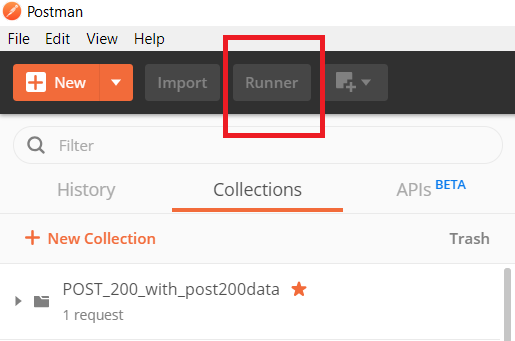 Postman
File Edit View Help
New Import Runner
Filter
History Collections APIs BETA
+ New Collection Trash
POST_200_with_post200data
1 request